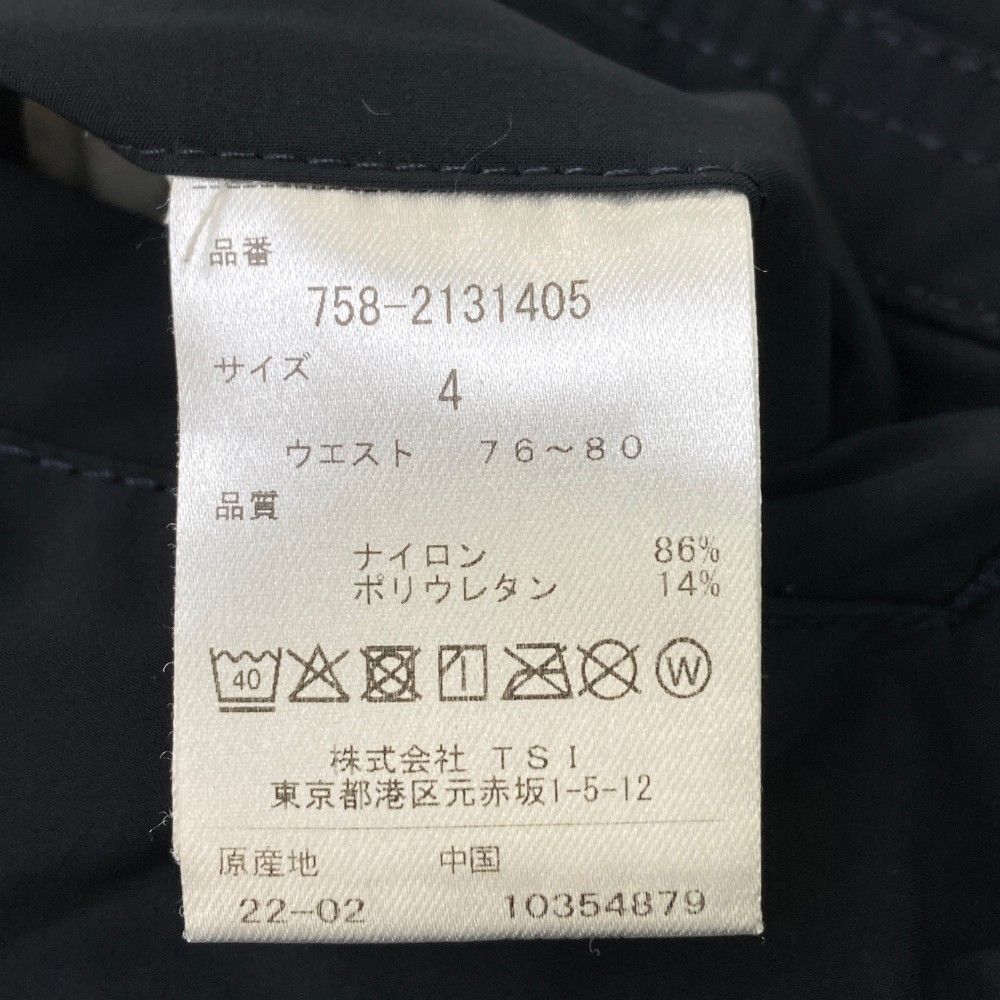 品番
758-2131405
サイズ 4
ウエスト 76～80
品質
ナイロン 86%
ポリウレタン 14%
40 W
株式会社 TSI
東京都港区元赤坂1-5-12
原産地 中国
22-02 10354879